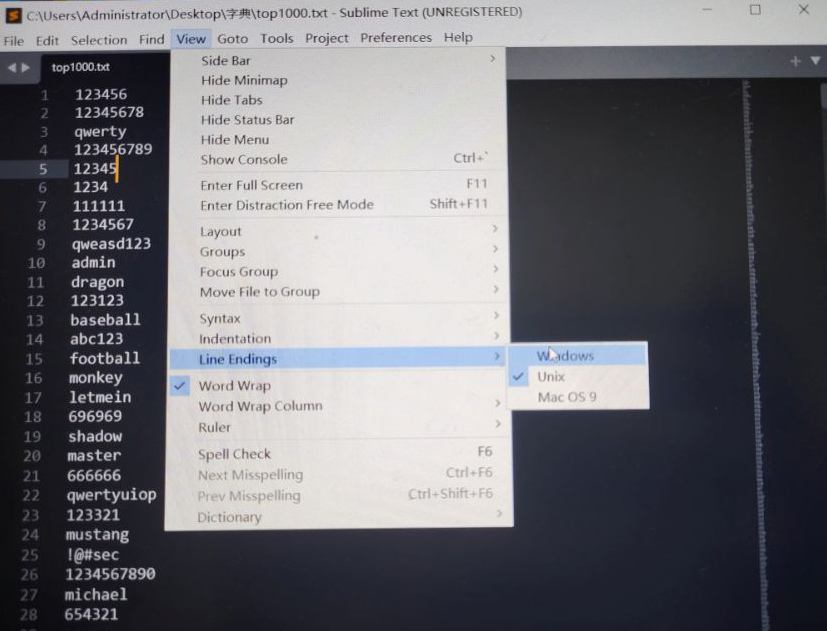 C:\Users\Administrator\Desktop\字典\top1000.txt - Sublime Text (UNREGISTERED)
File Edit Selection Find View Goto Tools Project Preferences Help
top1000.txt
1 123456
2 12345678
3 qwerty
4 123456789
5 12345
6 1234
7 111111
8 1234567
9 qweasd123
10 admin
11 dragon
12 123123
13 baseball
14 abc123
15 football
16 monkey
17 letmein
18 696969
19 shadow
20 master
21 666666
22 qwertyuiop
23 123321
24 mustang
25 !@#sec
26 1234567890
27 michael
28 654321
Side Bar
Hide Minimap
Hide Tabs
Hide Status Bar
Hide Menu
Show Console Ctrl+`
Enter Full Screen F11
Enter Distraction Free Mode Shift+F11
Layout
Groups
Focus Group
Move File to Group
Syntax
Indentation
Line Endings
Word Wrap
Word Wrap Column
Ruler
Spell Check F6
Next Misspelling Ctrl+F6
Prev Misspelling Ctrl+Shift+F6
Dictionary
Windows
Unix
Mac OS 9